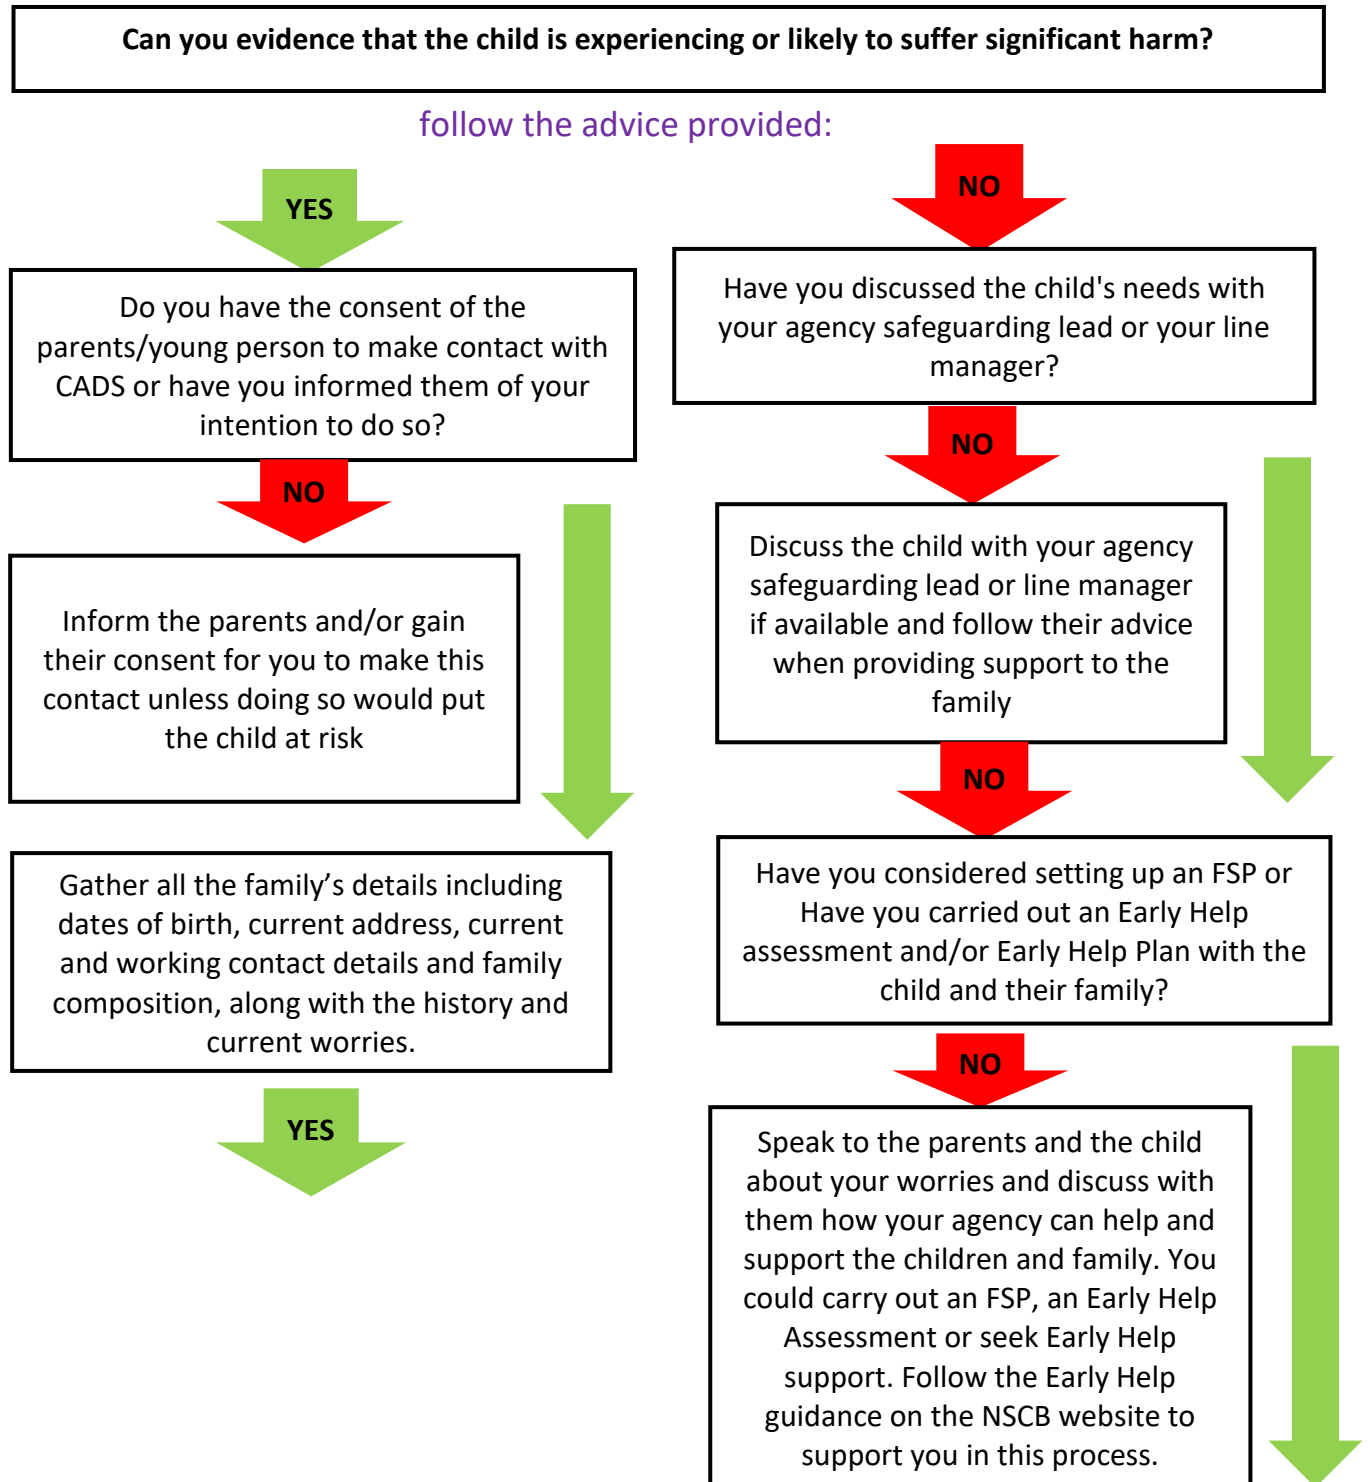 Can you evidence that the child is experiencing or likely to suffer significant harm?
follow the advice provided:
YES
Do you have the consent of the
parents/young person to make contact with
CADS or have you informed them of your
intention to do so?
NO
Inform the parents and/or gain
their consent for you to make this
contact unless doing so would put
the child at risk
Gather all the family’s details including
dates of birth, current address, current
and working contact details and family
composition, along with the history and
current worries.
YES
NO
Have you discussed the child's needs with
your agency safeguarding lead or your line
manager?
NO
Discuss the child with your agency
safeguarding lead or line manager
if available and follow their advice
when providing support to the
family
NO
Have you considered setting up an FSP or
Have you carried out an Early Help
assessment and/or Early Help Plan with the
child and their family?
NO
Speak to the parents and the child
about your worries and discuss with
them how your agency can help and
support the children and family. You
could carry out an FSP, an Early Help
Assessment or seek Early Help
support. Follow the Early Help
guidance on the NSCB website to
support you in this process.